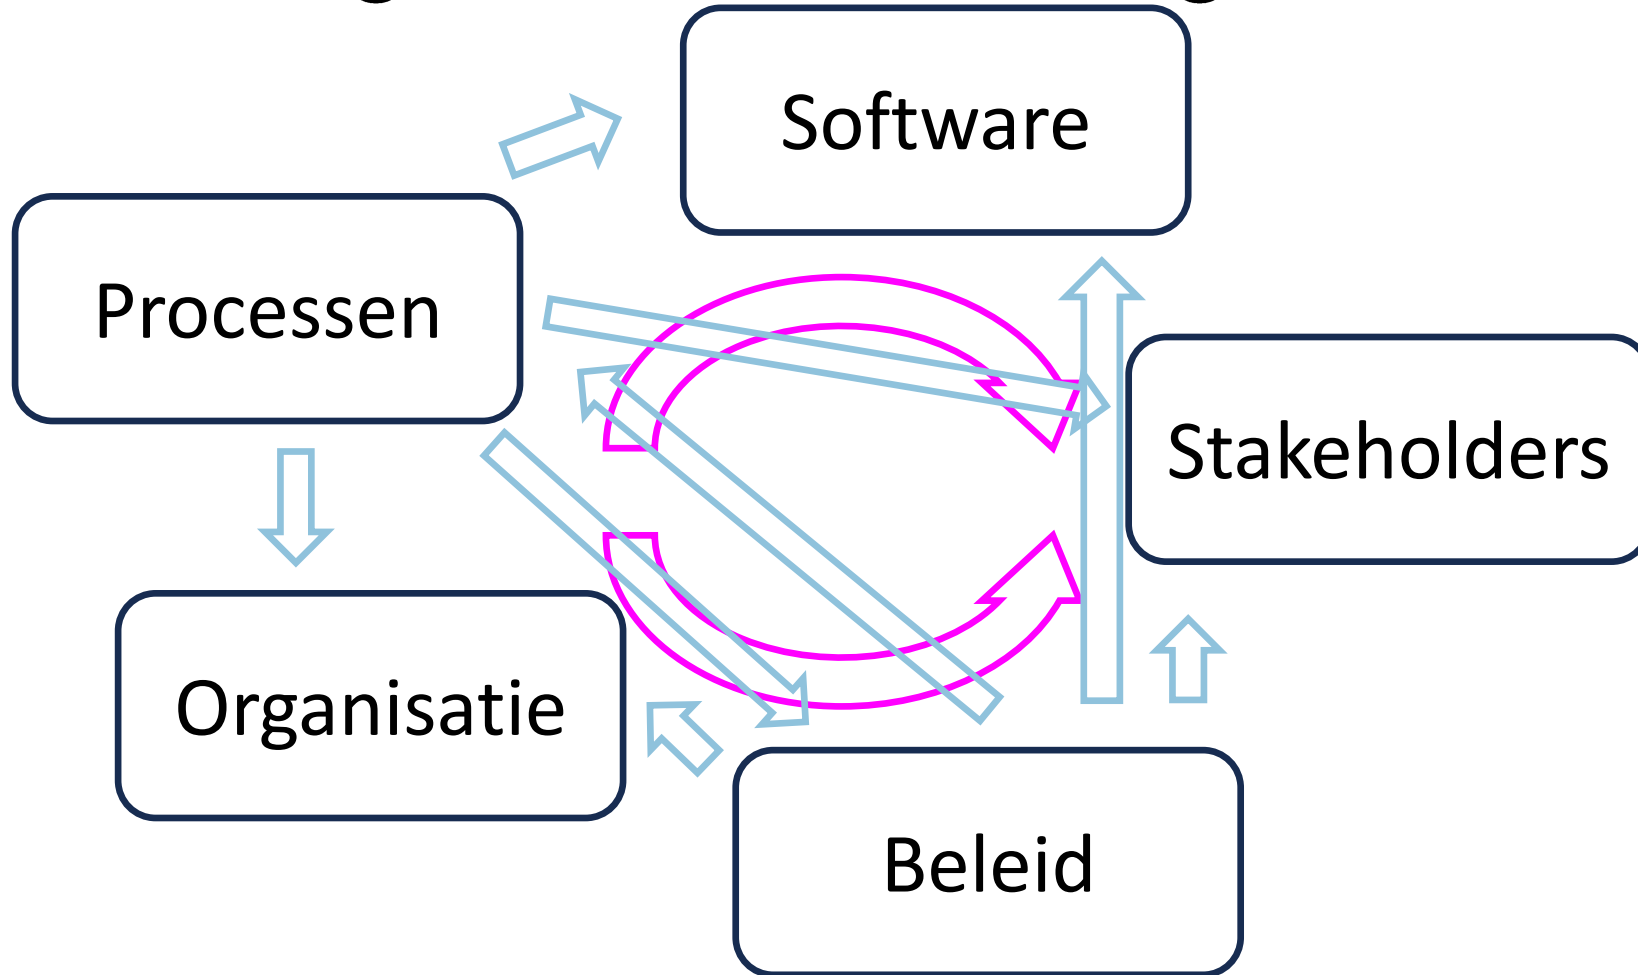 Software
Processen
Stakeholders
Organisatie
Beleid